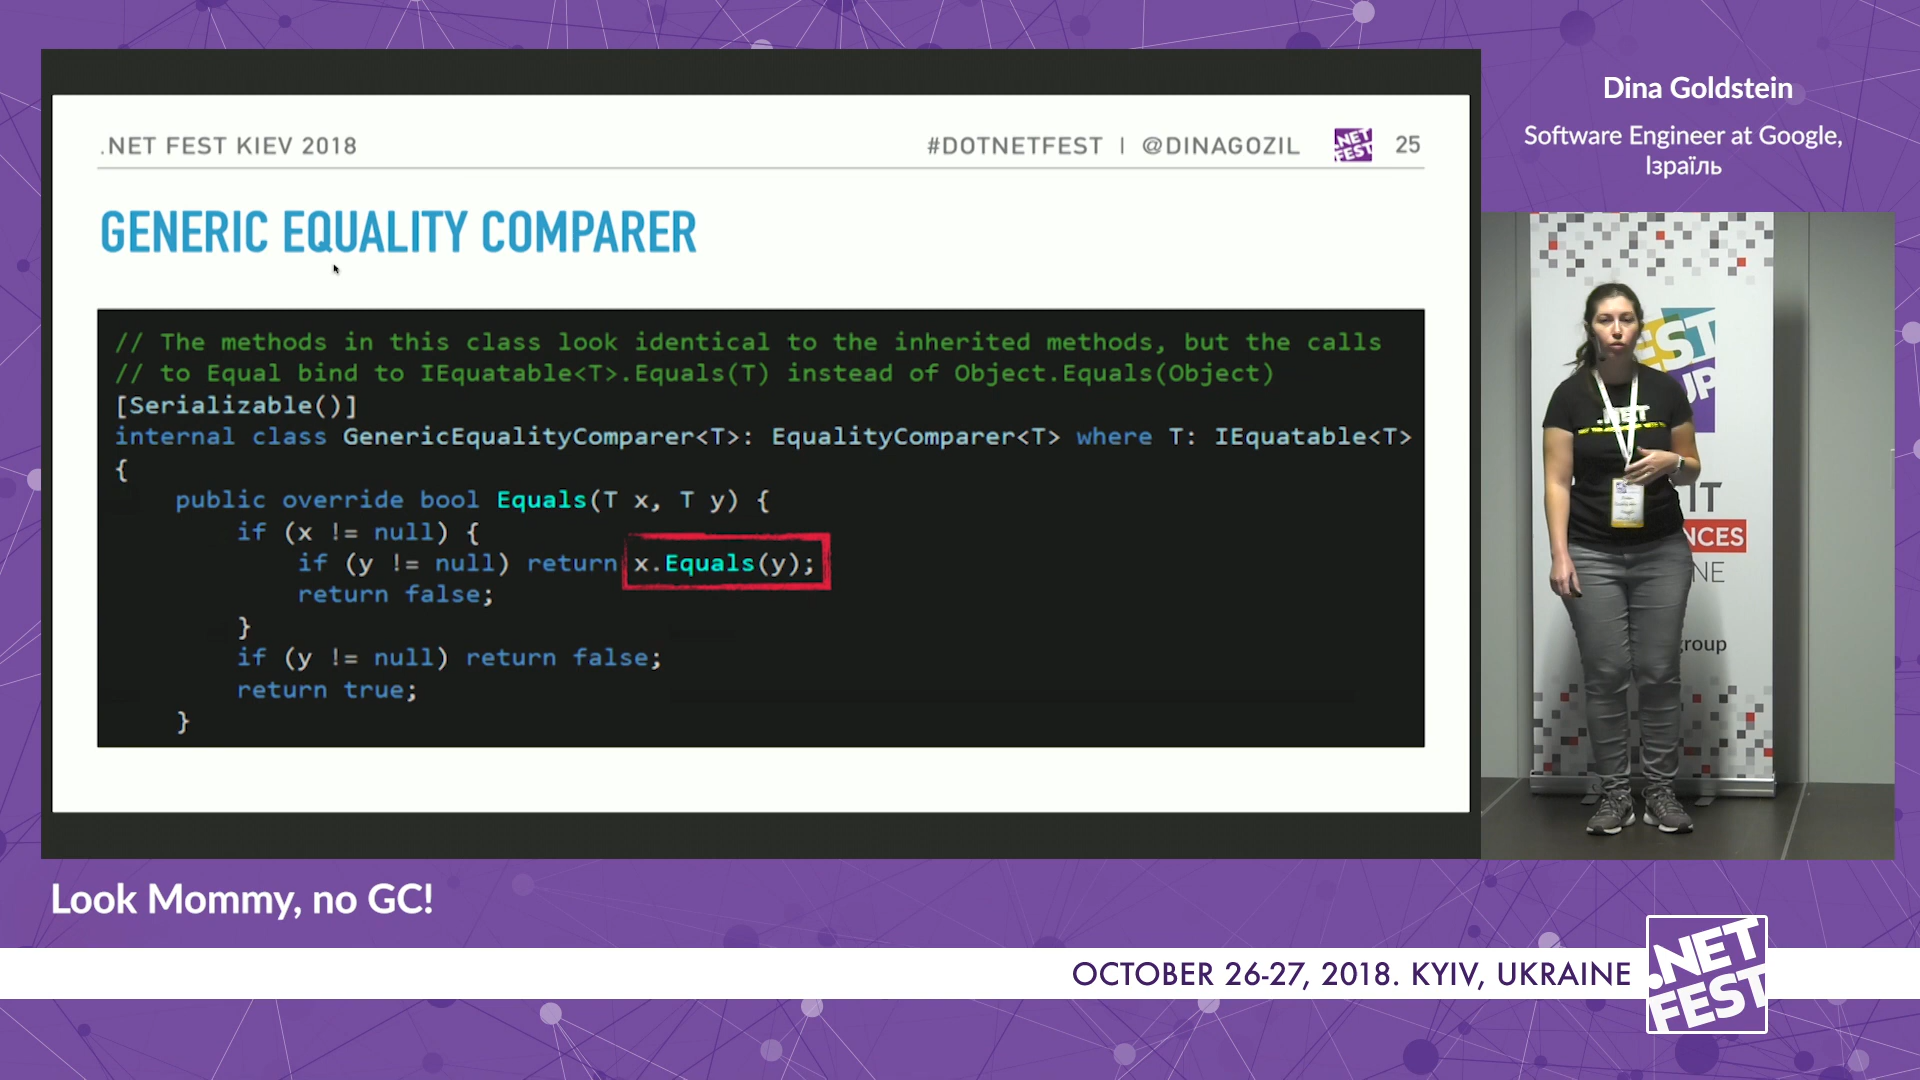 Dina Goldstein
Software Engineer at Google,
Ізраїль
.NET FEST KIEV 2018
#DOTNETFEST | @DINAGOZIL
.NET
FEST
25
GENERIC EQUALITY COMPARER
// The methods in this class look identical to the inherited methods, but the calls
// to Equal bind to IEquatable<T>.Equals(T) instead of Object.Equals(Object)
[Serializable()]
internal class GenericEqualityComparer<T>: EqualityComparer<T> where T: IEquatable<T>
{
public override bool Equals(T x, T y) {
if (x != null) {
if (y != null) return x.Equals(y);
return false;
}
if (y != null) return false;
return true;
}
.NET
group
Look Mommy, no GC!
OCTOBER 26-27, 2018. KYIV, UKRAINE
.NET
FEST